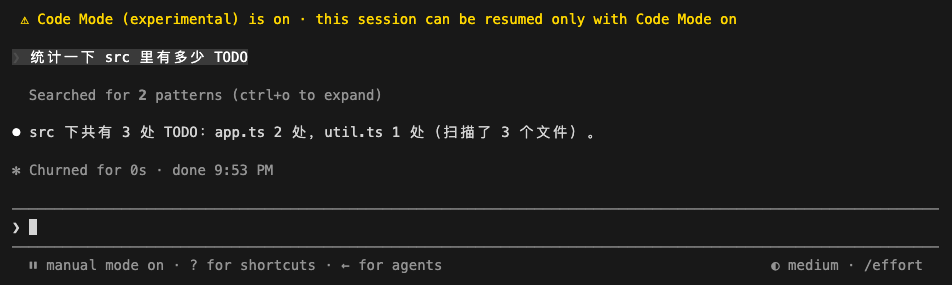 ⚠ Code Mode (experimental) is on · this session can be resumed only with Code Mode on
❯ 统计一下 src 里有多少 TODO
Searched for 2 patterns (ctrl+o to expand)
● src 下共有 3 处 TODO：app.ts 2 处，util.ts 1 处（扫描了 3 个文件）。
✻ Churned for 0s · done 9:53 PM
❯
⏸ manual mode on · ? for shortcuts · ← for agents ◐ medium · /effort